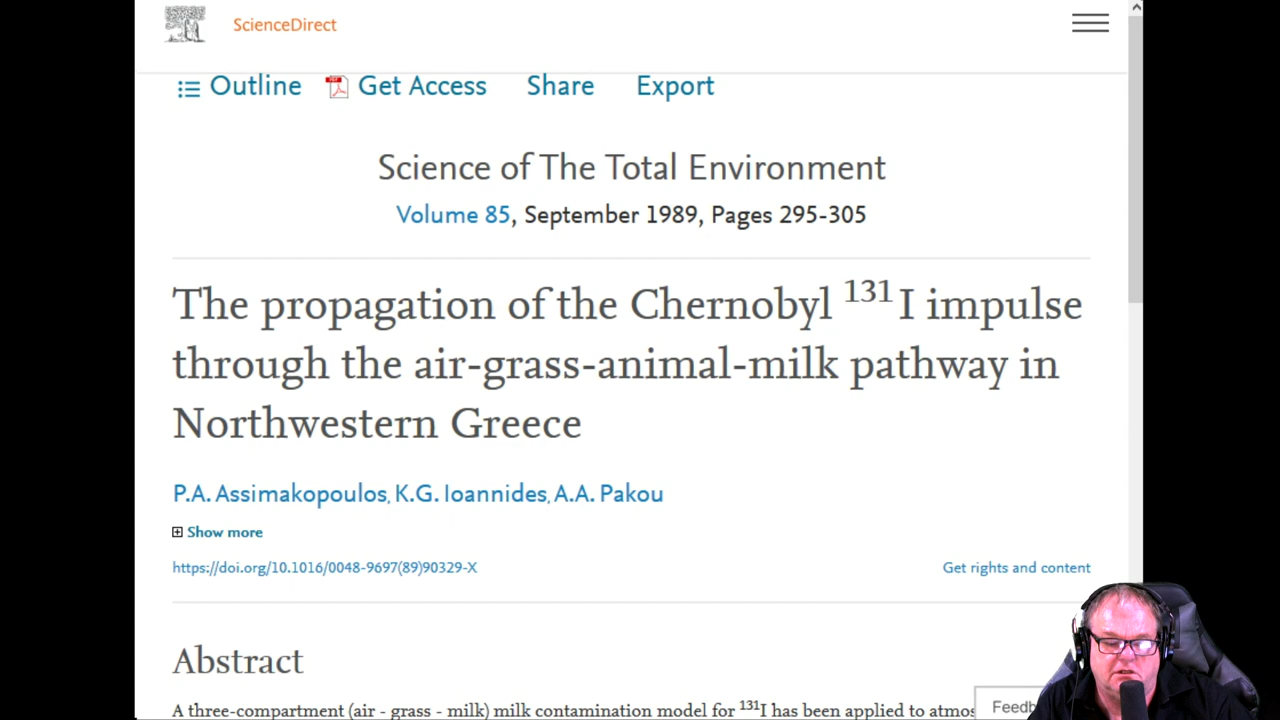 ScienceDirect
Outline Get Access Share Export
Science of The Total Environment
Volume 85, September 1989, Pages 295-305
The propagation of the Chernobyl ¹³¹I impulse
through the air-grass-animal-milk pathway in
Northwestern Greece
P.A. Assimakopoulos, K.G. Ioannides, A.A. Pakou
Show more
https://doi.org/10.1016/0048-9697(89)90329-X Get rights and content
Abstract
A three-compartment (air - grass - milk) milk contamination model for ¹³¹I has been applied to